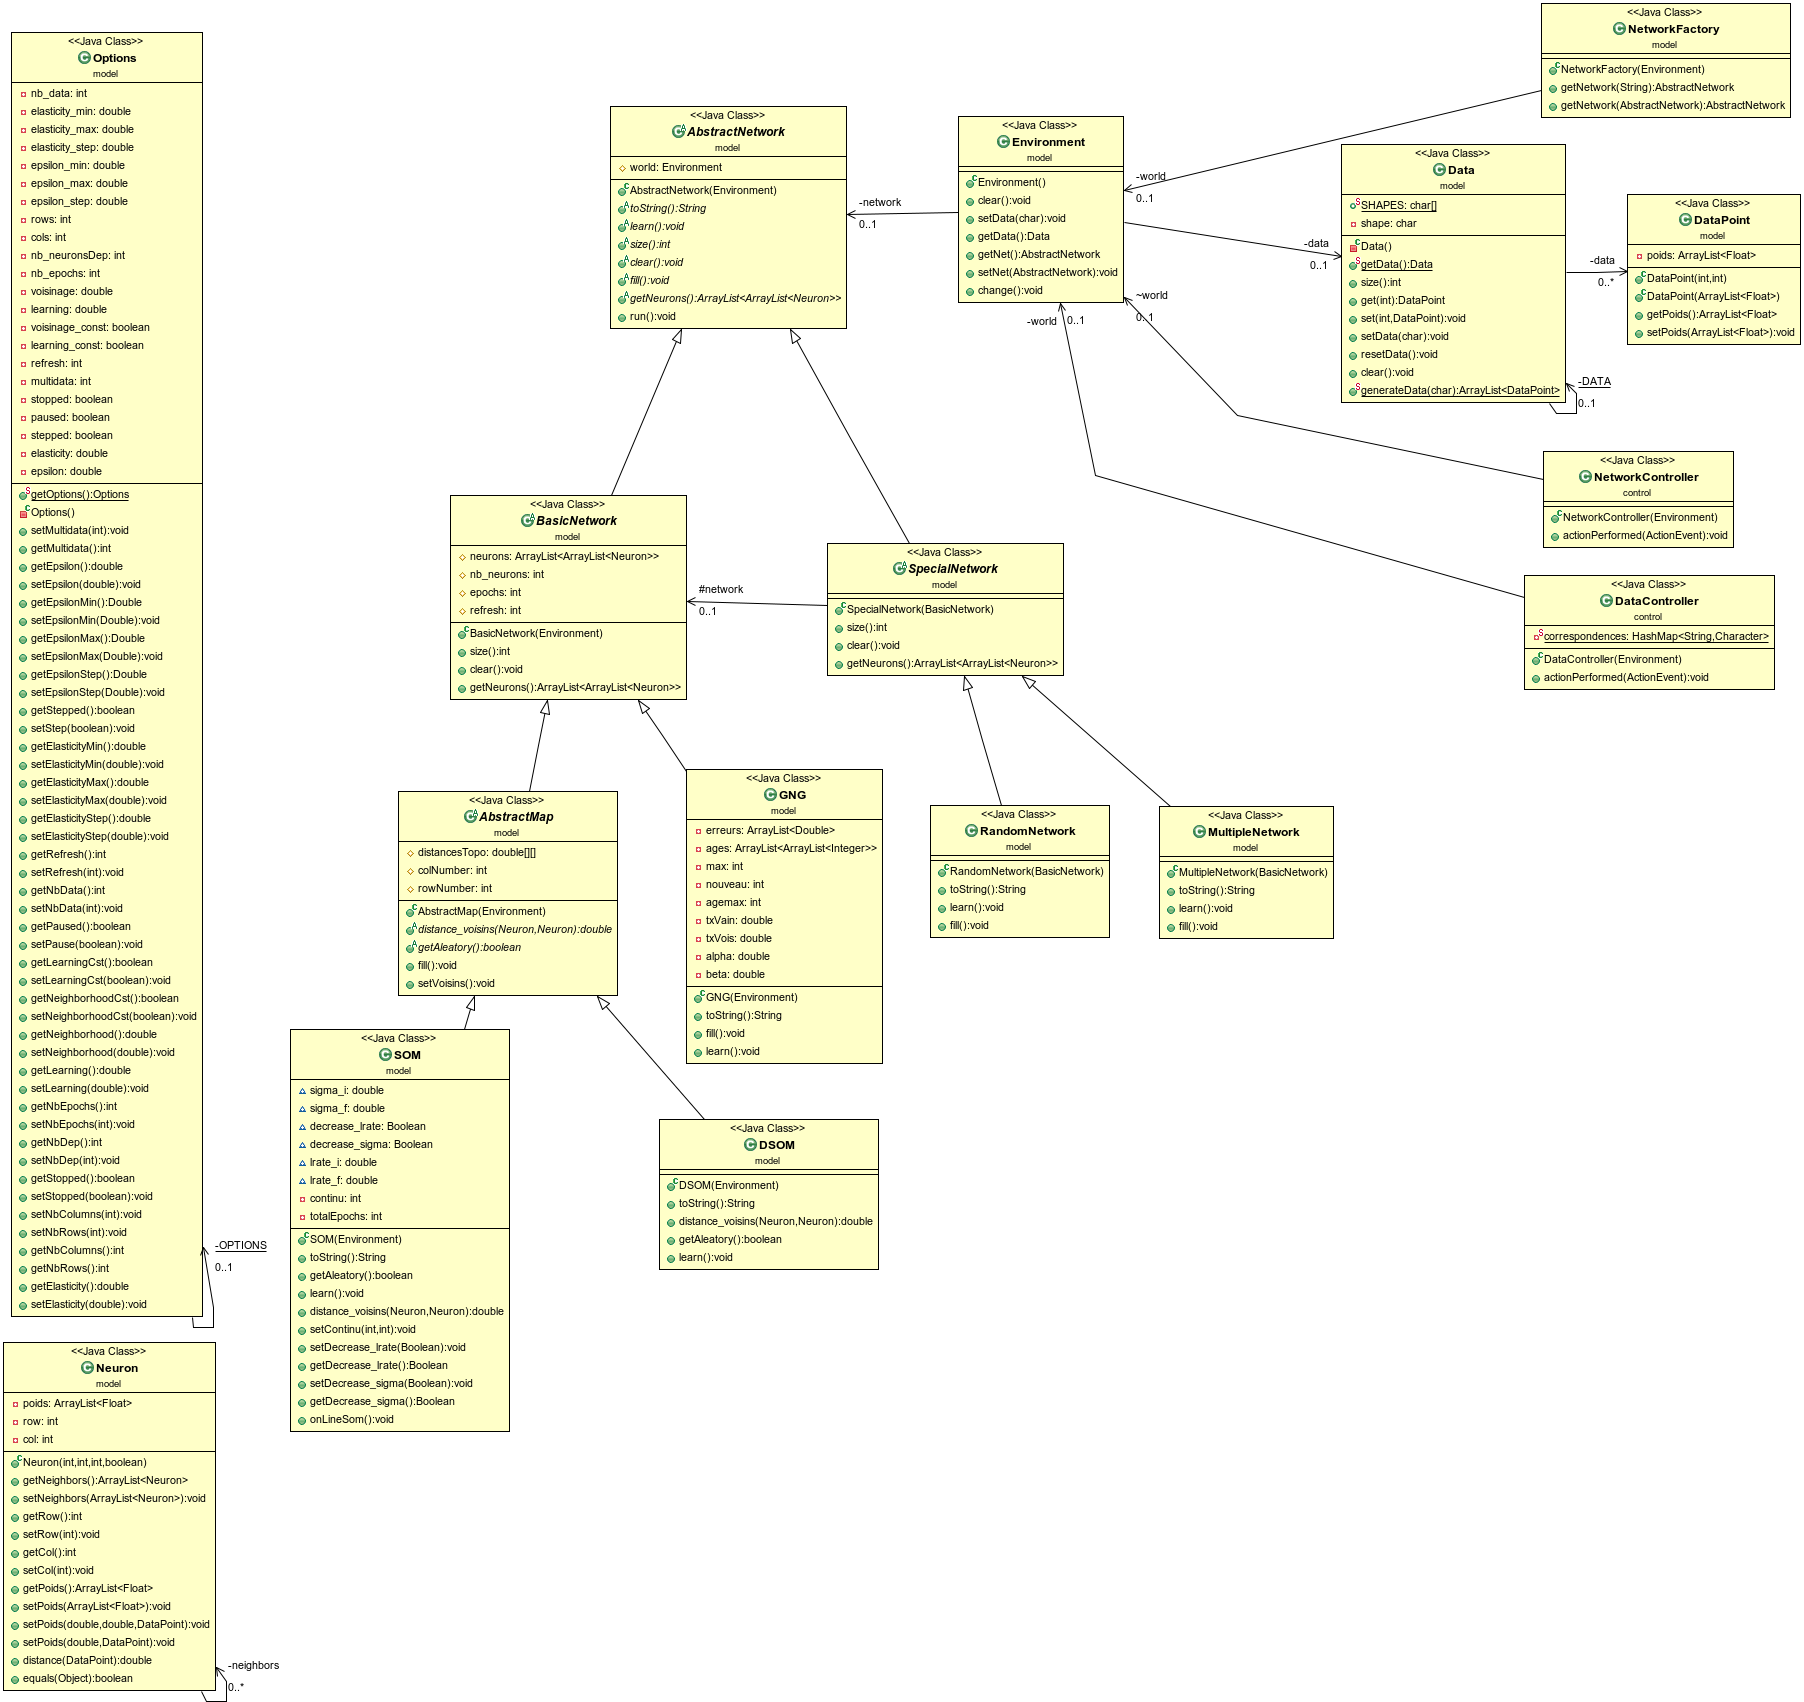 <<Java Class>>
Options
model
nb_data: int
elasticity_min: double
elasticity_max: double
elasticity_step: double
epsilon_min: double
epsilon_max: double
epsilon_step: double
rows: int
cols: int
nb_neuronsDep: int
nb_epochs: int
voisinage: double
learning: double
voisinage_const: boolean
learning_const: boolean
refresh: int
multidata: int
stopped: boolean
paused: boolean
stepped: boolean
elasticity: double
epsilon: double
getOptions():Options
Options()
setMultidata(int):void
getMultidata():int
getEpsilon():double
setEpsilon(double):void
getEpsilonMin():Double
setEpsilonMin(Double):void
getEpsilonMax():Double
setEpsilonMax(Double):void
getEpsilonStep():Double
setEpsilonStep(Double):void
getStepped():boolean
setStep(boolean):void
getElasticityMin():double
setElasticityMin(double):void
getElasticityMax():double
setElasticityMax(double):void
getElasticityStep():double
setElasticityStep(double):void
getRefresh():int
setRefresh(int):void
getNbData():int
setNbData(int):void
getPaused():boolean
setPause(boolean):void
getLearningCst():boolean
setLearningCst(boolean):void
getNeighborhoodCst():boolean
setNeighborhoodCst(boolean):void
getNeighborhood():double
setNeighborhood(double):void
getLearning():double
setLearning(double):void
getNbEpochs():int
setNbEpochs(int):void
getNbDep():int
setNbDep(int):void
getStopped():boolean
setStopped(boolean):void
setNbColumns(int):void
setNbRows(int):void
getNbColumns():int
getNbRows():int
getElasticity():double
setElasticity(double):void
-OPTIONS
0..1
<<Java Class>>
Neuron
model
poids: ArrayList<Float>
row: int
col: int
Neuron(int,int,int,boolean)
getNeighbors():ArrayList<Neuron>
setNeighbors(ArrayList<Neuron>):void
getRow():int
setRow(int):void
getCol():int
setCol(int):void
getPoids():ArrayList<Float>
setPoids(ArrayList<Float>):void
setPoids(double,double,DataPoint):void
setPoids(double,DataPoint):void
distance(DataPoint):double
equals(Object):boolean
-neighbors
0..*
<<Java Class>>
AbstractNetwork
model
world: Environment
AbstractNetwork(Environment)
toString():String
learn():void
size():int
clear():void
fill():void
getNeurons():ArrayList<ArrayList<Neuron>>
run():void
-network
0..1
<<Java Class>>
Environment
model
Environment()
clear():void
setData(char):void
getData():Data
getNet():AbstractNetwork
setNet(AbstractNetwork):void
change():void
-world
0..1
-data
0..1
~world
0..1
-world
0..1
<<Java Class>>
NetworkFactory
model
NetworkFactory(Environment)
getNetwork(String):AbstractNetwork
getNetwork(AbstractNetwork):AbstractNetwork
<<Java Class>>
Data
model
SHAPES: char[]
shape: char
Data()
getData():Data
size():int
get(int):DataPoint
set(int,DataPoint):void
setData(char):void
resetData():void
clear():void
generateData(char):ArrayList<DataPoint>
-data
0..*
-DATA
0..1
<<Java Class>>
DataPoint
model
poids: ArrayList<Float>
DataPoint(int,int)
DataPoint(ArrayList<Float>)
getPoids():ArrayList<Float>
setPoids(ArrayList<Float>):void
<<Java Class>>
NetworkController
control
NetworkController(Environment)
actionPerformed(ActionEvent):void
<<Java Class>>
DataController
control
correspondences: HashMap<String,Character>
DataController(Environment)
actionPerformed(ActionEvent):void
<<Java Class>>
BasicNetwork
model
neurons: ArrayList<ArrayList<Neuron>>
nb_neurons: int
epochs: int
refresh: int
BasicNetwork(Environment)
size():int
clear():void
getNeurons():ArrayList<ArrayList<Neuron>>
#network
0..1
<<Java Class>>
SpecialNetwork
model
SpecialNetwork(BasicNetwork)
size():int
clear():void
getNeurons():ArrayList<ArrayList<Neuron>>
<<Java Class>>
AbstractMap
model
distancesTopo: double[][]
colNumber: int
rowNumber: int
AbstractMap(Environment)
distance_voisins(Neuron,Neuron):double
getAleatory():boolean
fill():void
setVoisins():void
<<Java Class>>
GNG
model
erreurs: ArrayList<Double>
ages: ArrayList<ArrayList<Integer>>
max: int
nouveau: int
agemax: int
txVain: double
txVois: double
alpha: double
beta: double
GNG(Environment)
toString():String
fill():void
learn():void
<<Java Class>>
RandomNetwork
model
RandomNetwork(BasicNetwork)
toString():String
learn():void
fill():void
<<Java Class>>
MultipleNetwork
model
MultipleNetwork(BasicNetwork)
toString():String
learn():void
fill():void
<<Java Class>>
SOM
model
sigma_i: double
sigma_f: double
decrease_lrate: Boolean
decrease_sigma: Boolean
lrate_i: double
lrate_f: double
continu: int
totalEpochs: int
SOM(Environment)
toString():String
getAleatory():boolean
learn():void
distance_voisins(Neuron,Neuron):double
setContinu(int,int):void
setDecrease_lrate(Boolean):void
getDecrease_lrate():Boolean
setDecrease_sigma(Boolean):void
getDecrease_sigma():Boolean
onLineSom():void
<<Java Class>>
DSOM
model
DSOM(Environment)
toString():String
distance_voisins(Neuron,Neuron):double
getAleatory():boolean
learn():void